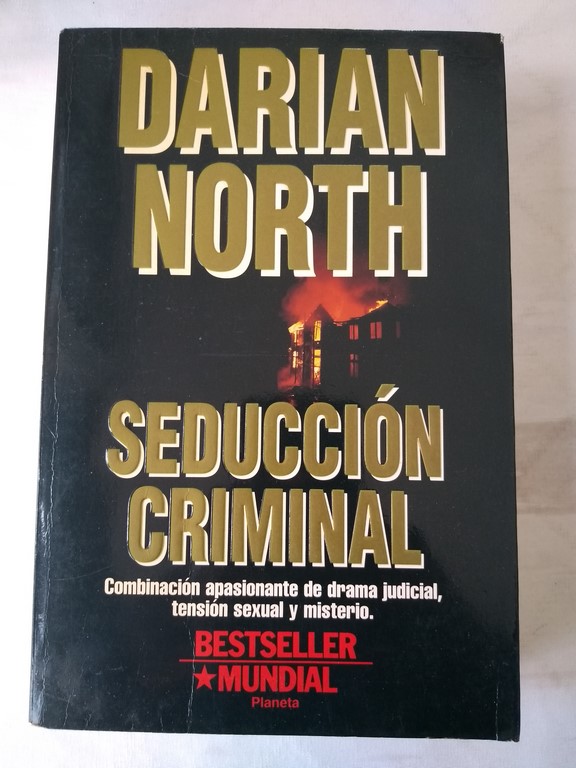 DARIAN
NORTH
SEDUCCIÓN
CRIMINAL
Combinación apasionante de drama judicial,
tensión sexual y misterio.
BESTSELLER
★MUNDIAL
Planeta